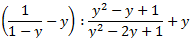 (1/(1-y) - y) : (y² - y + 1)/(y² - 2y + 1) + y